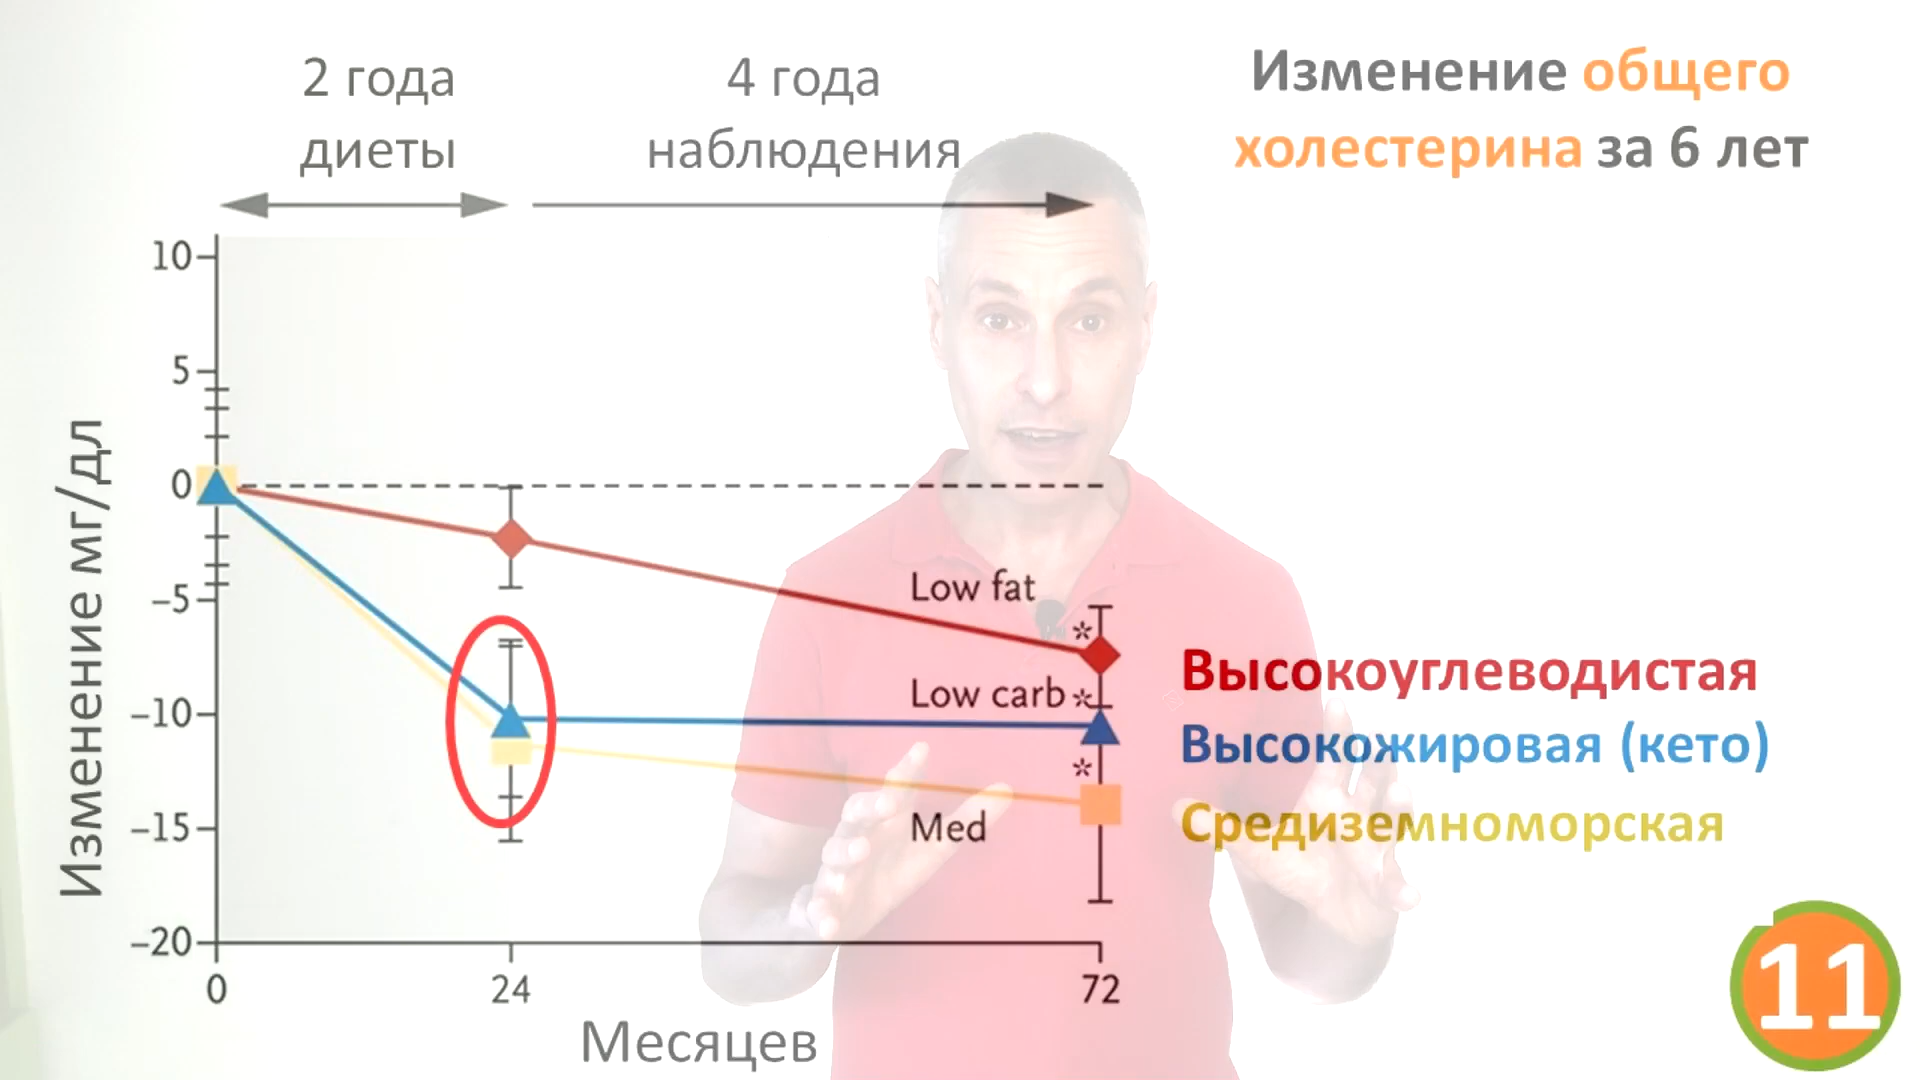 2 года
диеты
4 года
наблюдения
Изменение общего
холестерина за 6 лет
10
5
0
–5
–10
–15
–20
Изменение мг/дл
Low fat
*
Low carb *
*
Med
Высокоуглеводистая
Высокожировая (кето)
Средиземноморская
0
24
72
Месяцев
11